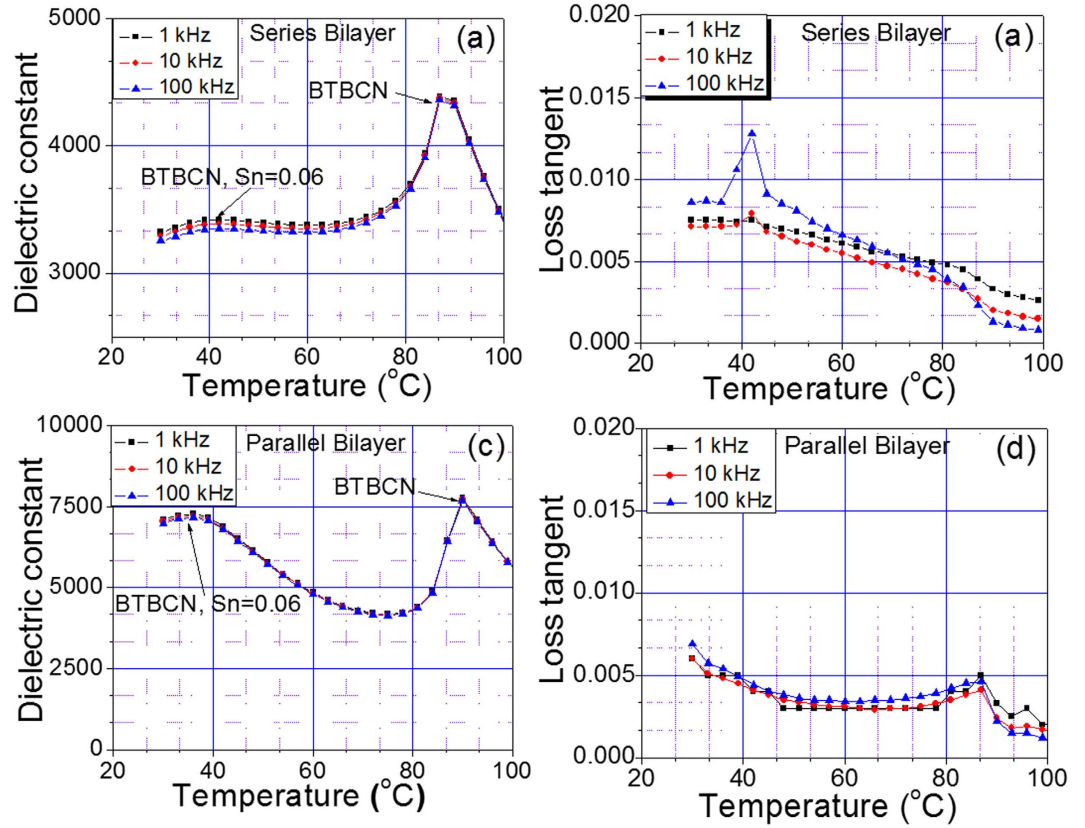 Series Bilayer
(a)
1 kHz
10 kHz
100 kHz
BTBCN
BTBCN, Sn=0.06
Dielectric constant
5000
4000
3000
20 40 60 80 100
Temperature (°C)
Series Bilayer
(a)
1 kHz
10 kHz
100 kHz
Loss tangent
0.020
0.015
0.010
0.005
0.000
20 40 60 80 100
Temperature (°C)
Parallel Bilayer
(c)
1 kHz
10 kHz
100 kHz
BTBCN
BTBCN, Sn=0.06
Dielectric constant
10000
7500
5000
2500
0
20 40 60 80 100
Temperature (°C)
Parallel Bilayer
(d)
1 kHz
10 kHz
100 kHz
Loss tangent
0.020
0.015
0.010
0.005
0.000
20 40 60 80 100
Temperature (°C)